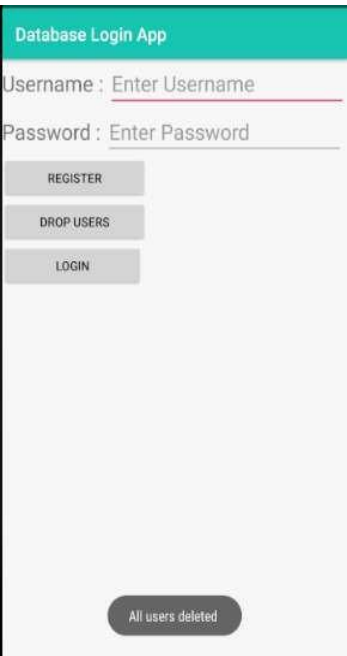 Database Login App
Username : Enter Username
Password : Enter Password
REGISTER
DROP USERS
LOGIN
All users deleted